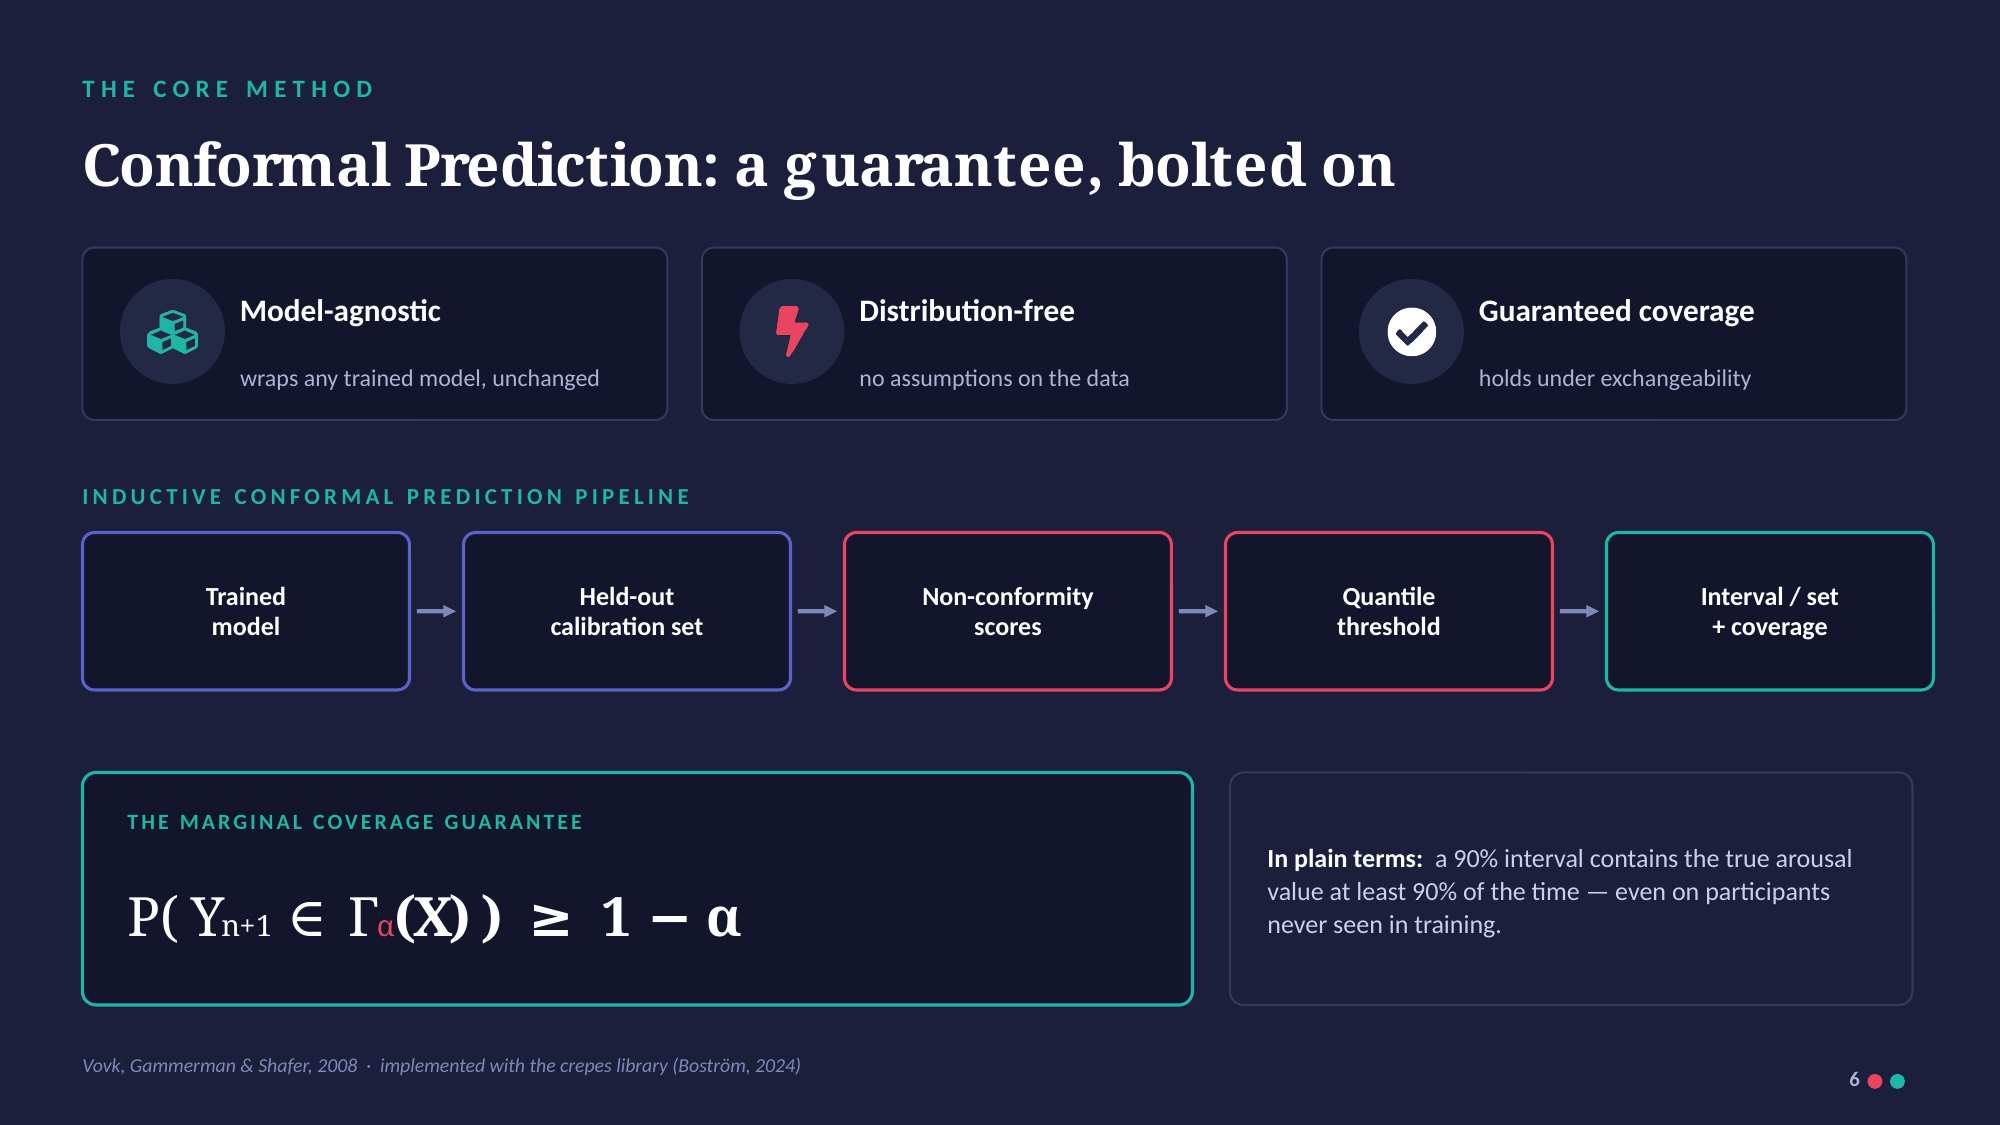 THE CORE METHOD
Conformal Prediction: a guarantee, bolted on
Model-agnostic
wraps any trained model, unchanged
Distribution-free
no assumptions on the data
Guaranteed coverage
holds under exchangeability
INDUCTIVE CONFORMAL PREDICTION PIPELINE
Trained
model
Held-out
calibration set
Non-conformity
scores
Quantile
threshold
Interval / set
+ coverage
THE MARGINAL COVERAGE GUARANTEE
P( Yn+1 ∈ Γα(X) ) ≥ 1 − α
In plain terms: a 90% interval contains the true arousal
value at least 90% of the time — even on participants
never seen in training.
Vovk, Gammerman & Shafer, 2008 · implemented with the crepes library (Boström, 2024)
6